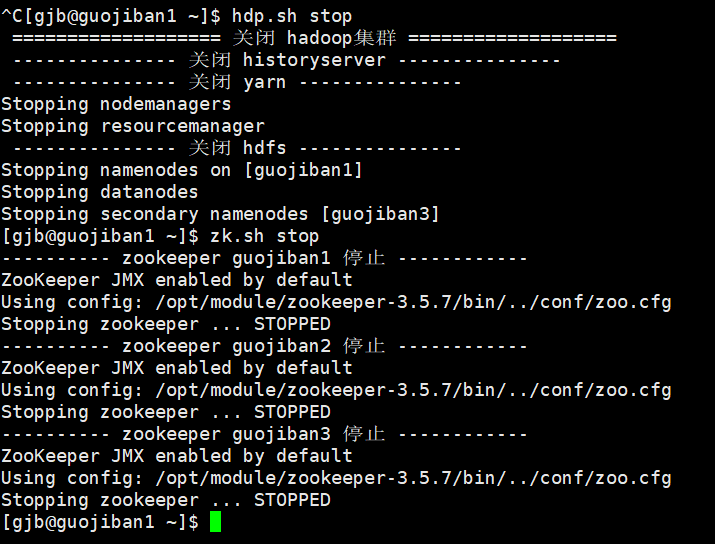 ^C[gjb@guojiban1 ~]$ hdp.sh stop
 =================== 关闭 hadoop集群 ===================
 --------------- 关闭 historyserver ---------------
 --------------- 关闭 yarn ---------------
Stopping nodemanagers
Stopping resourcemanager
 --------------- 关闭 hdfs ---------------
Stopping namenodes on [guojiban1]
Stopping datanodes
Stopping secondary namenodes [guojiban3]
[gjb@guojiban1 ~]$ zk.sh stop
---------- zookeeper guojiban1 停止 ------------
ZooKeeper JMX enabled by default
Using config: /opt/module/zookeeper-3.5.7/bin/../conf/zoo.cfg
Stopping zookeeper ... STOPPED
---------- zookeeper guojiban2 停止 ------------
ZooKeeper JMX enabled by default
Using config: /opt/module/zookeeper-3.5.7/bin/../conf/zoo.cfg
Stopping zookeeper ... STOPPED
---------- zookeeper guojiban3 停止 ------------
ZooKeeper JMX enabled by default
Using config: /opt/module/zookeeper-3.5.7/bin/../conf/zoo.cfg
Stopping zookeeper ... STOPPED
[gjb@guojiban1 ~]$